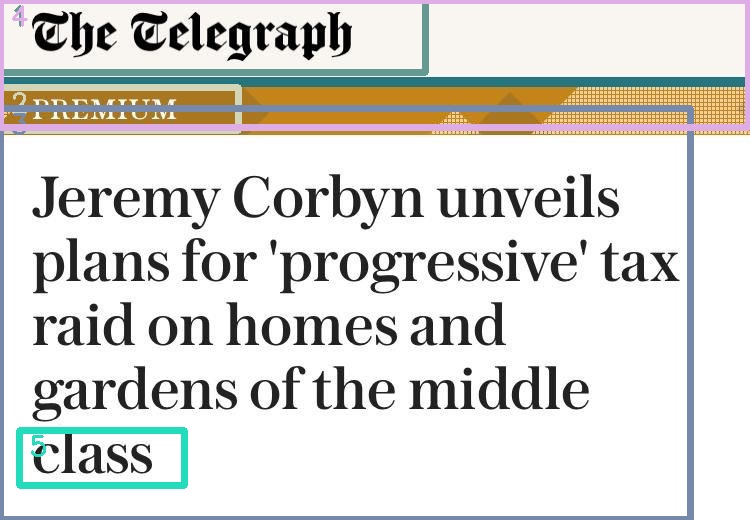 The Telegraph
PREMIUM
Jeremy Corbyn unveils
plans for 'progressive' tax
raid on homes and
gardens of the middle
class